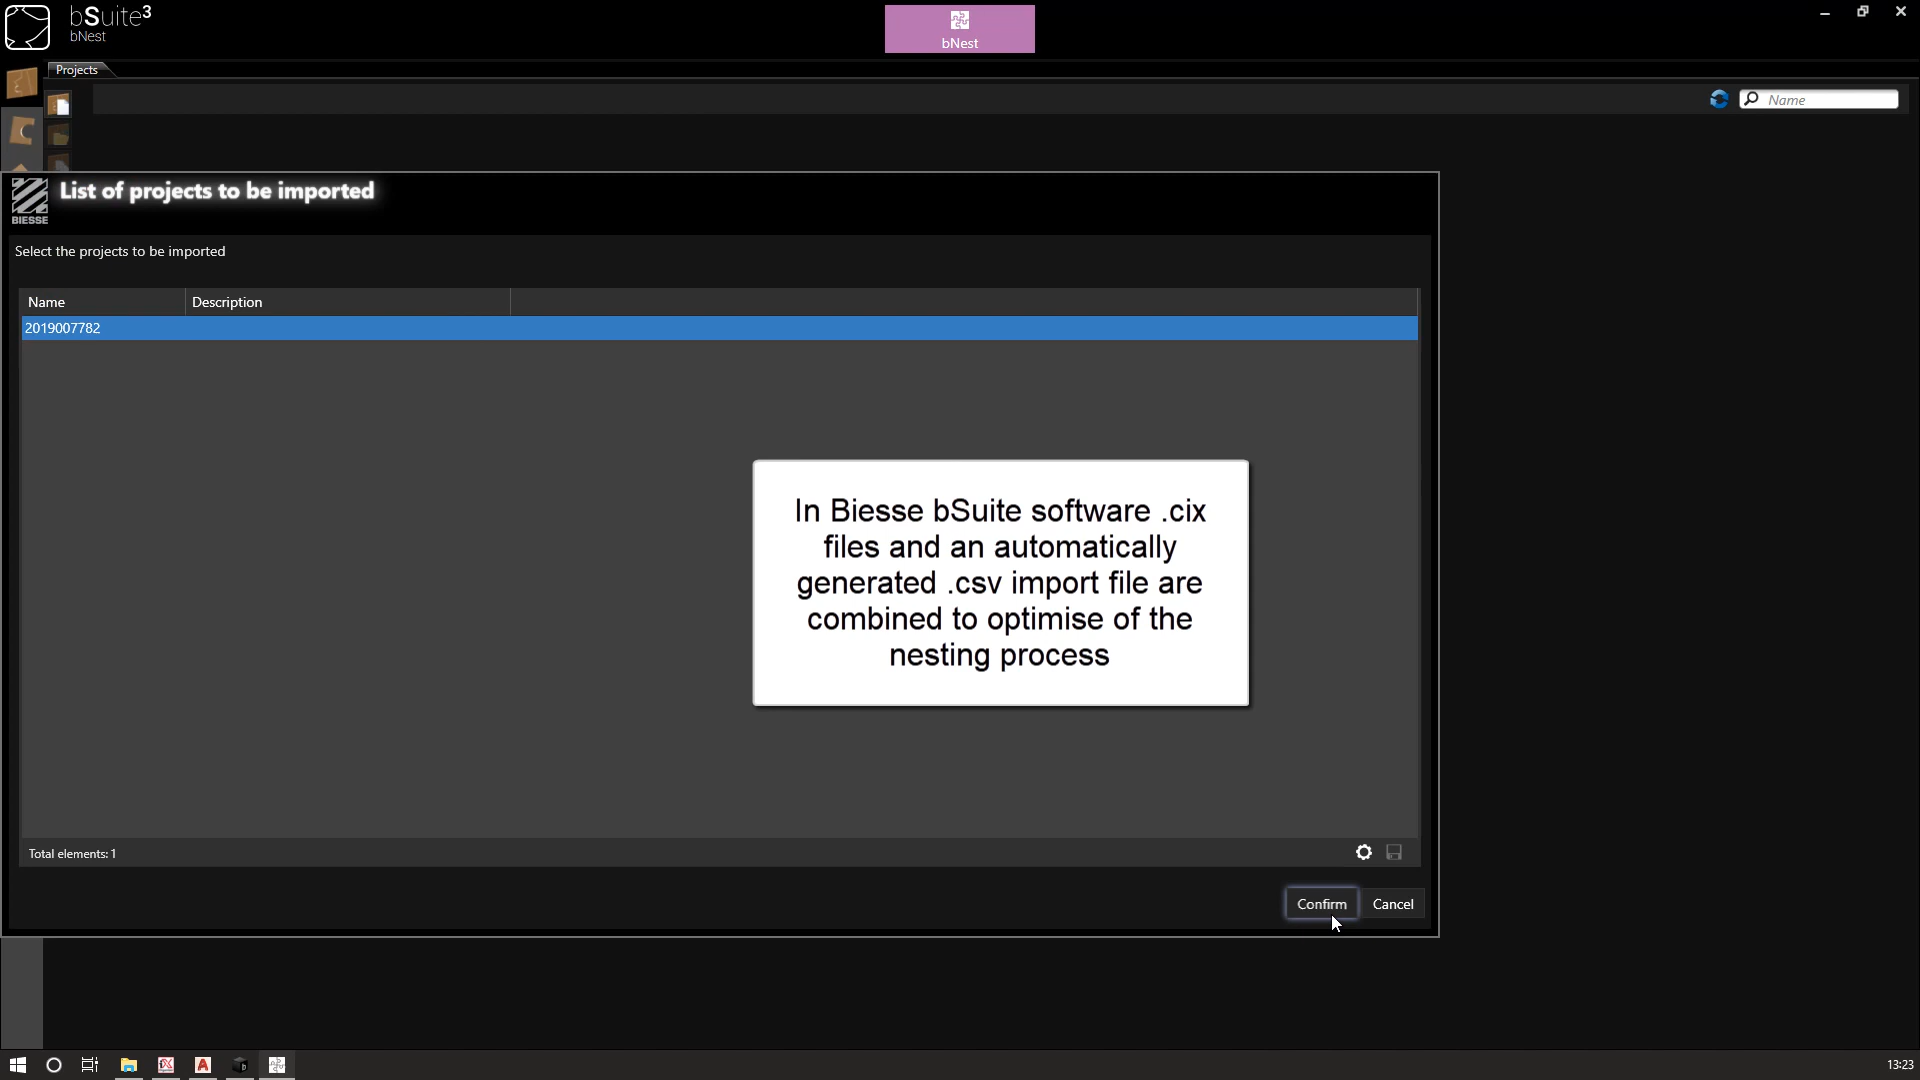 bSuite3
bNest
bNest
Projects
Name
BIESSE
List of projects to be imported
Select the projects to be imported
Name Description
2019007782
In Biesse bSuite software .cix
files and an automatically
generated .csv import file are
combined to optimise of the
nesting process
Total elements: 1
Confirm Cancel
13:23